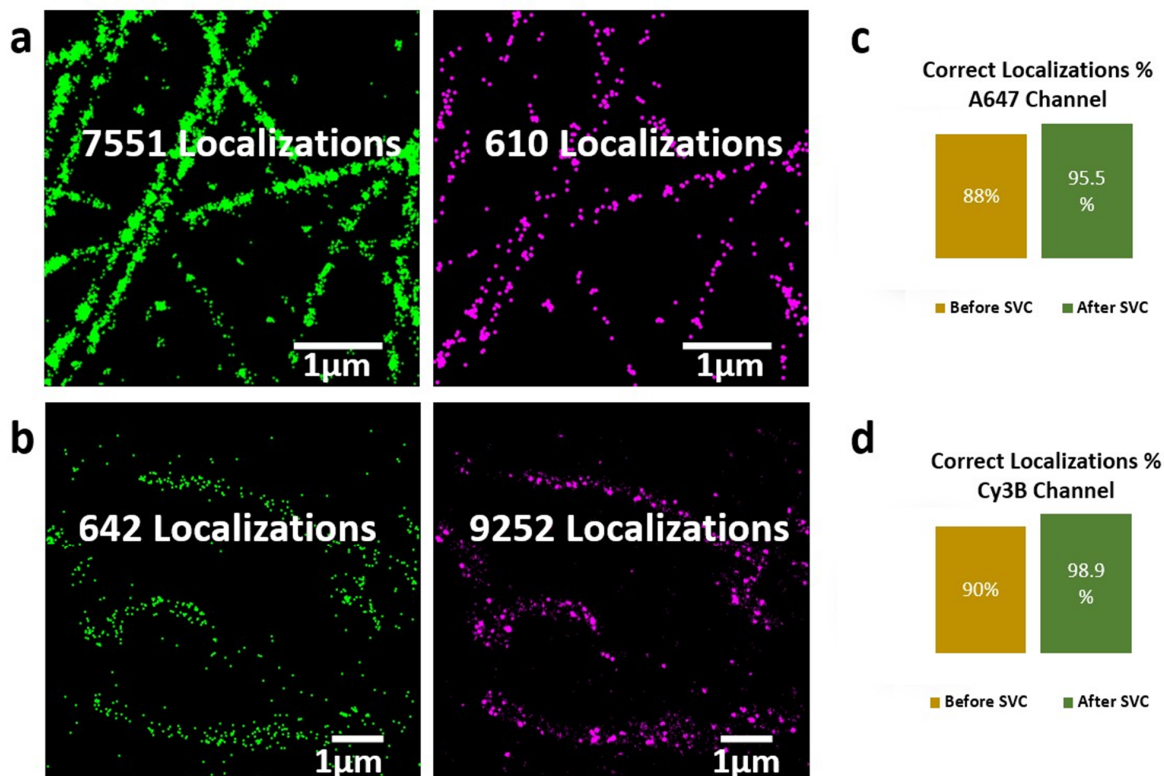 a
7551 Localizations
1μm
610 Localizations
1μm
b
642 Localizations
1μm
9252 Localizations
1μm
c
Correct Localizations %
A647 Channel
88%
95.5
%
Before SVC
After SVC
d
Correct Localizations %
Cy3B Channel
90%
98.9
%
Before SVC
After SVC